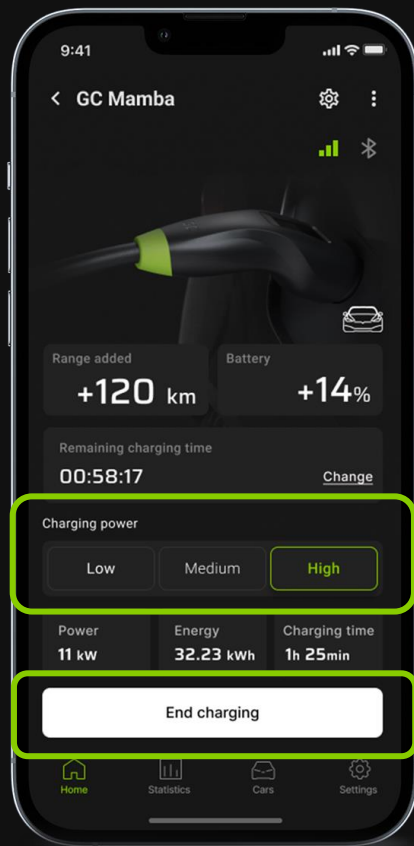 9:41
GC Mamba
Range added
+120 km
Battery
+14%
Remaining charging time
00:58:17
Change
Charging power
Low Medium High
Power
11 kW
Energy
32.23 kWh
Charging time
1h 25min
End charging
Home Statistics Cars Settings